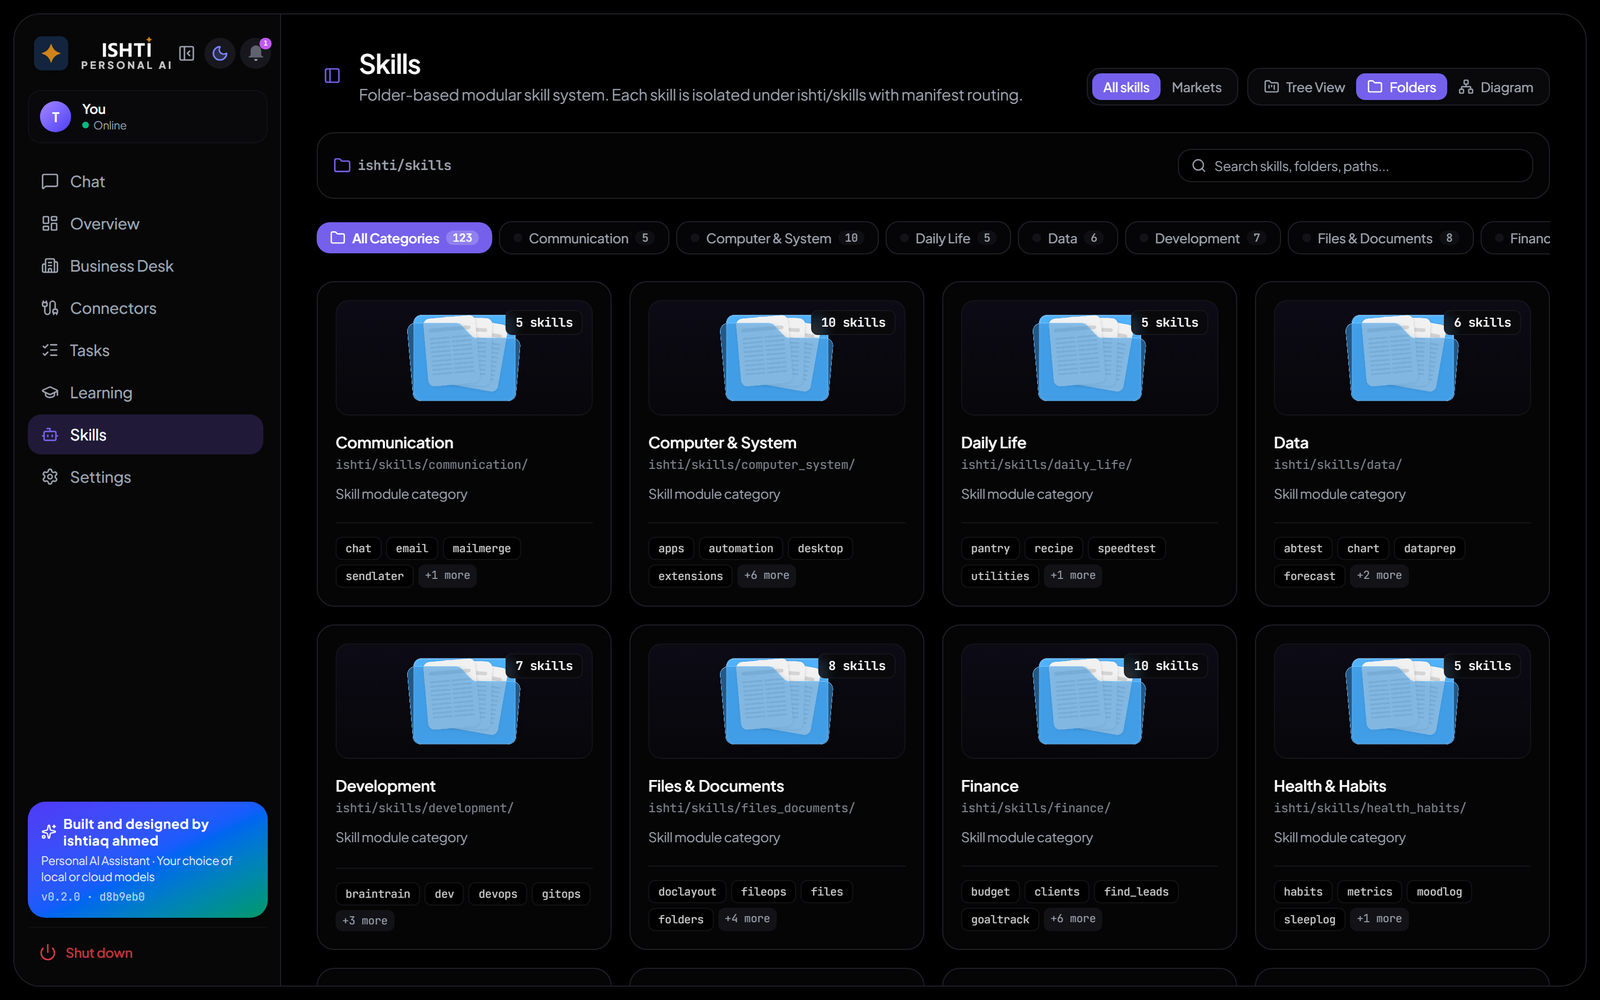 ISHTI
PERSONAL AI
1
T
You
Online
Chat
Overview
Business Desk
Connectors
Tasks
Learning
Skills
Settings
Built and designed by
ishtiaq ahmed
Personal AI Assistant · Your choice of
local or cloud models
v0.2.0 · d8b9eb0
Shut down
Skills
Folder-based modular skill system. Each skill is isolated under ishti/skills with manifest routing.
All skills Markets
Tree View Folders Diagram
ishti/skills
Search skills, folders, paths...
All Categories 123 Communication 5 Computer & System 10 Daily Life 5 Data 6 Development 7 Files & Documents 8 Financ
5 skills
Communication
ishti/skills/communication/
Skill module category
chat email mailmerge
sendlater +1 more
10 skills
Computer & System
ishti/skills/computer_system/
Skill module category
apps automation desktop
extensions +6 more
5 skills
Daily Life
ishti/skills/daily_life/
Skill module category
pantry recipe speedtest
utilities +1 more
6 skills
Data
ishti/skills/data/
Skill module category
abtest chart dataprep
forecast +2 more
7 skills
Development
ishti/skills/development/
Skill module category
braintrain dev devops gitops
+3 more
8 skills
Files & Documents
ishti/skills/files_documents/
Skill module category
doclayout fileops files
folders +4 more
10 skills
Finance
ishti/skills/finance/
Skill module category
budget clients find_leads
goaltrack +6 more
5 skills
Health & Habits
ishti/skills/health_habits/
Skill module category
habits metrics moodlog
sleeplog +1 more